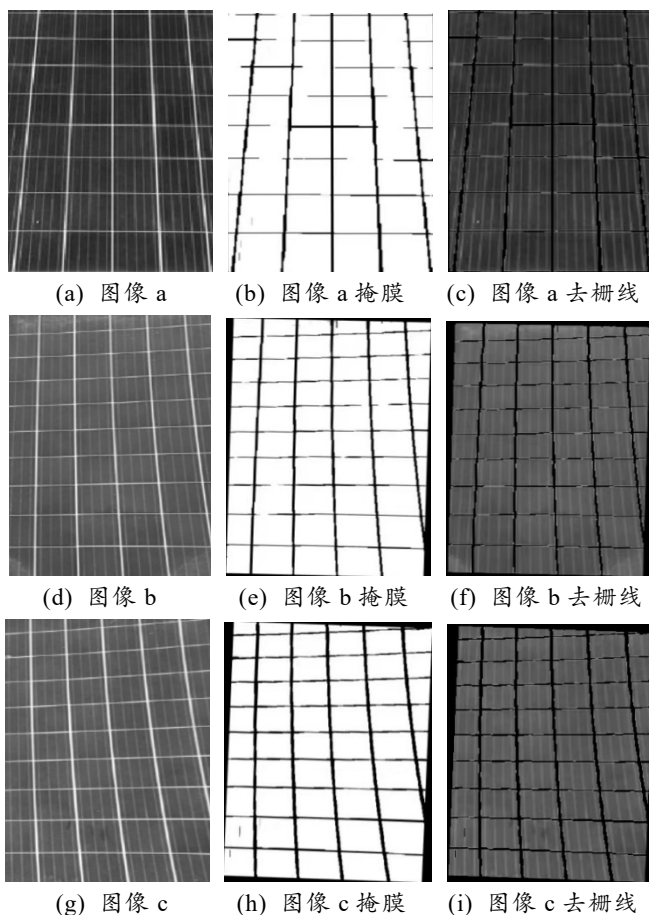 (a) 图像 a (b) 图像 a 掩膜 (c) 图像 a 去栅线
(d) 图像 b (e) 图像 b 掩膜 (f) 图像 b 去栅线
(g) 图像 c (h) 图像 c 掩膜 (i) 图像 c 去栅线